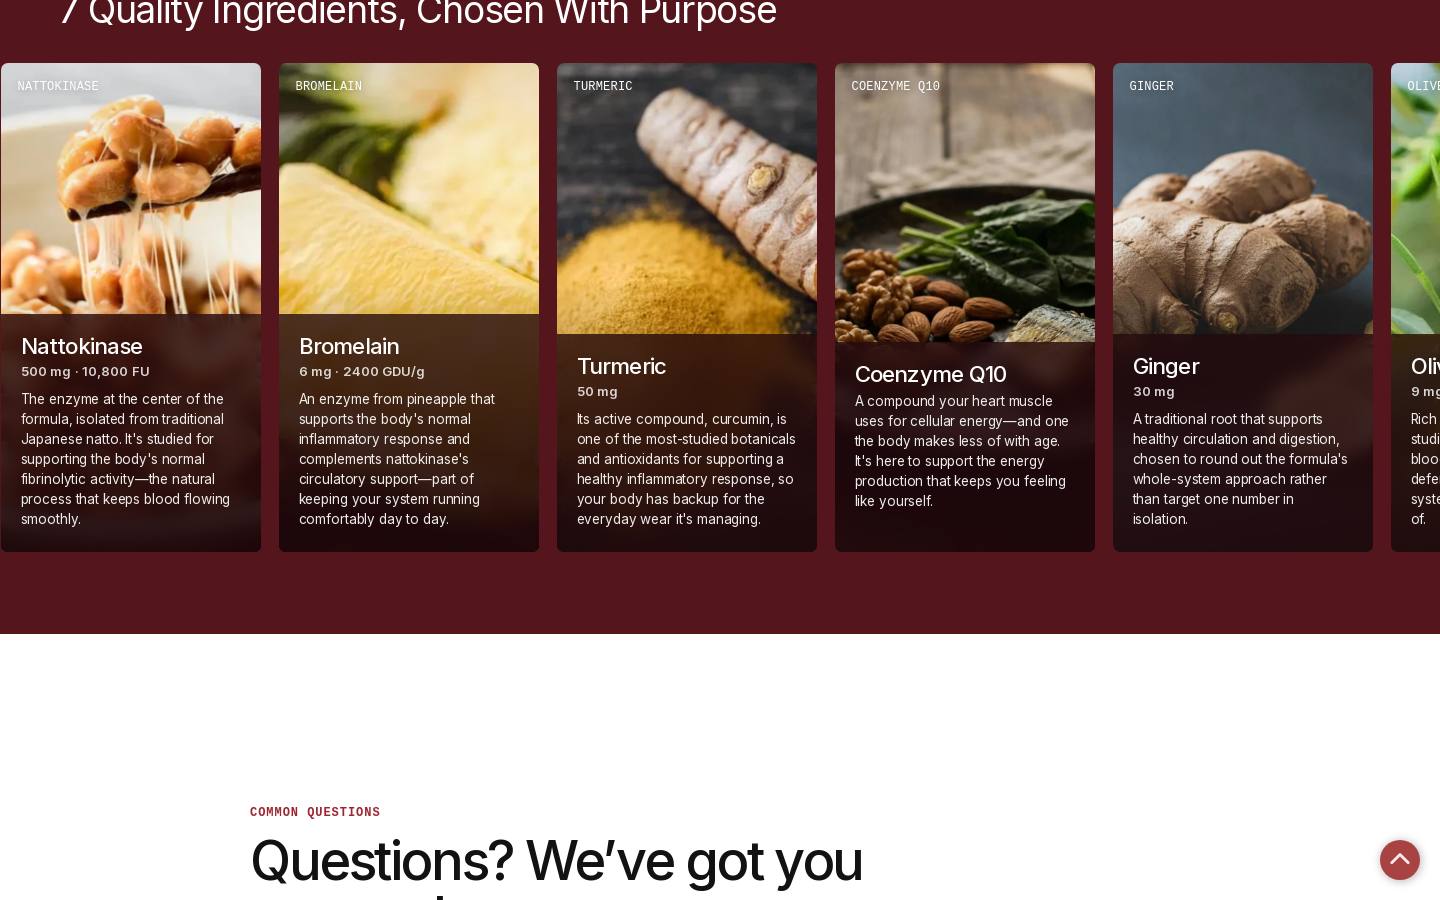 7 Quality Ingredients, Chosen With Purpose
NATTOKINASE
Nattokinase
500 mg · 10,800 FU
The enzyme at the center of the
formula, isolated from traditional
Japanese natto. It's studied for
supporting the body's normal
fibrinolytic activity—the natural
process that keeps blood flowing
smoothly.
BROMELAIN
Bromelain
6 mg · 2400 GDU/g
An enzyme from pineapple that
supports the body's normal
inflammatory response and
complements nattokinase's
circulatory support—part of
keeping your system running
comfortably day to day.
TURMERIC
Turmeric
50 mg
Its active compound, curcumin, is
one of the most-studied botanicals
and antioxidants for supporting a
healthy inflammatory response, so
your body has backup for the
everyday wear it's managing.
COENZYME Q10
Coenzyme Q10
A compound your heart muscle
uses for cellular energy—and one
the body makes less of with age.
It's here to support the energy
production that keeps you feeling
like yourself.
GINGER
Ginger
30 mg
A traditional root that supports
healthy circulation and digestion,
chosen to round out the formula's
whole-system approach rather
than target one number in
isolation.
9 mg
Rich
of.
COMMON QUESTIONS
Questions? We’ve got you